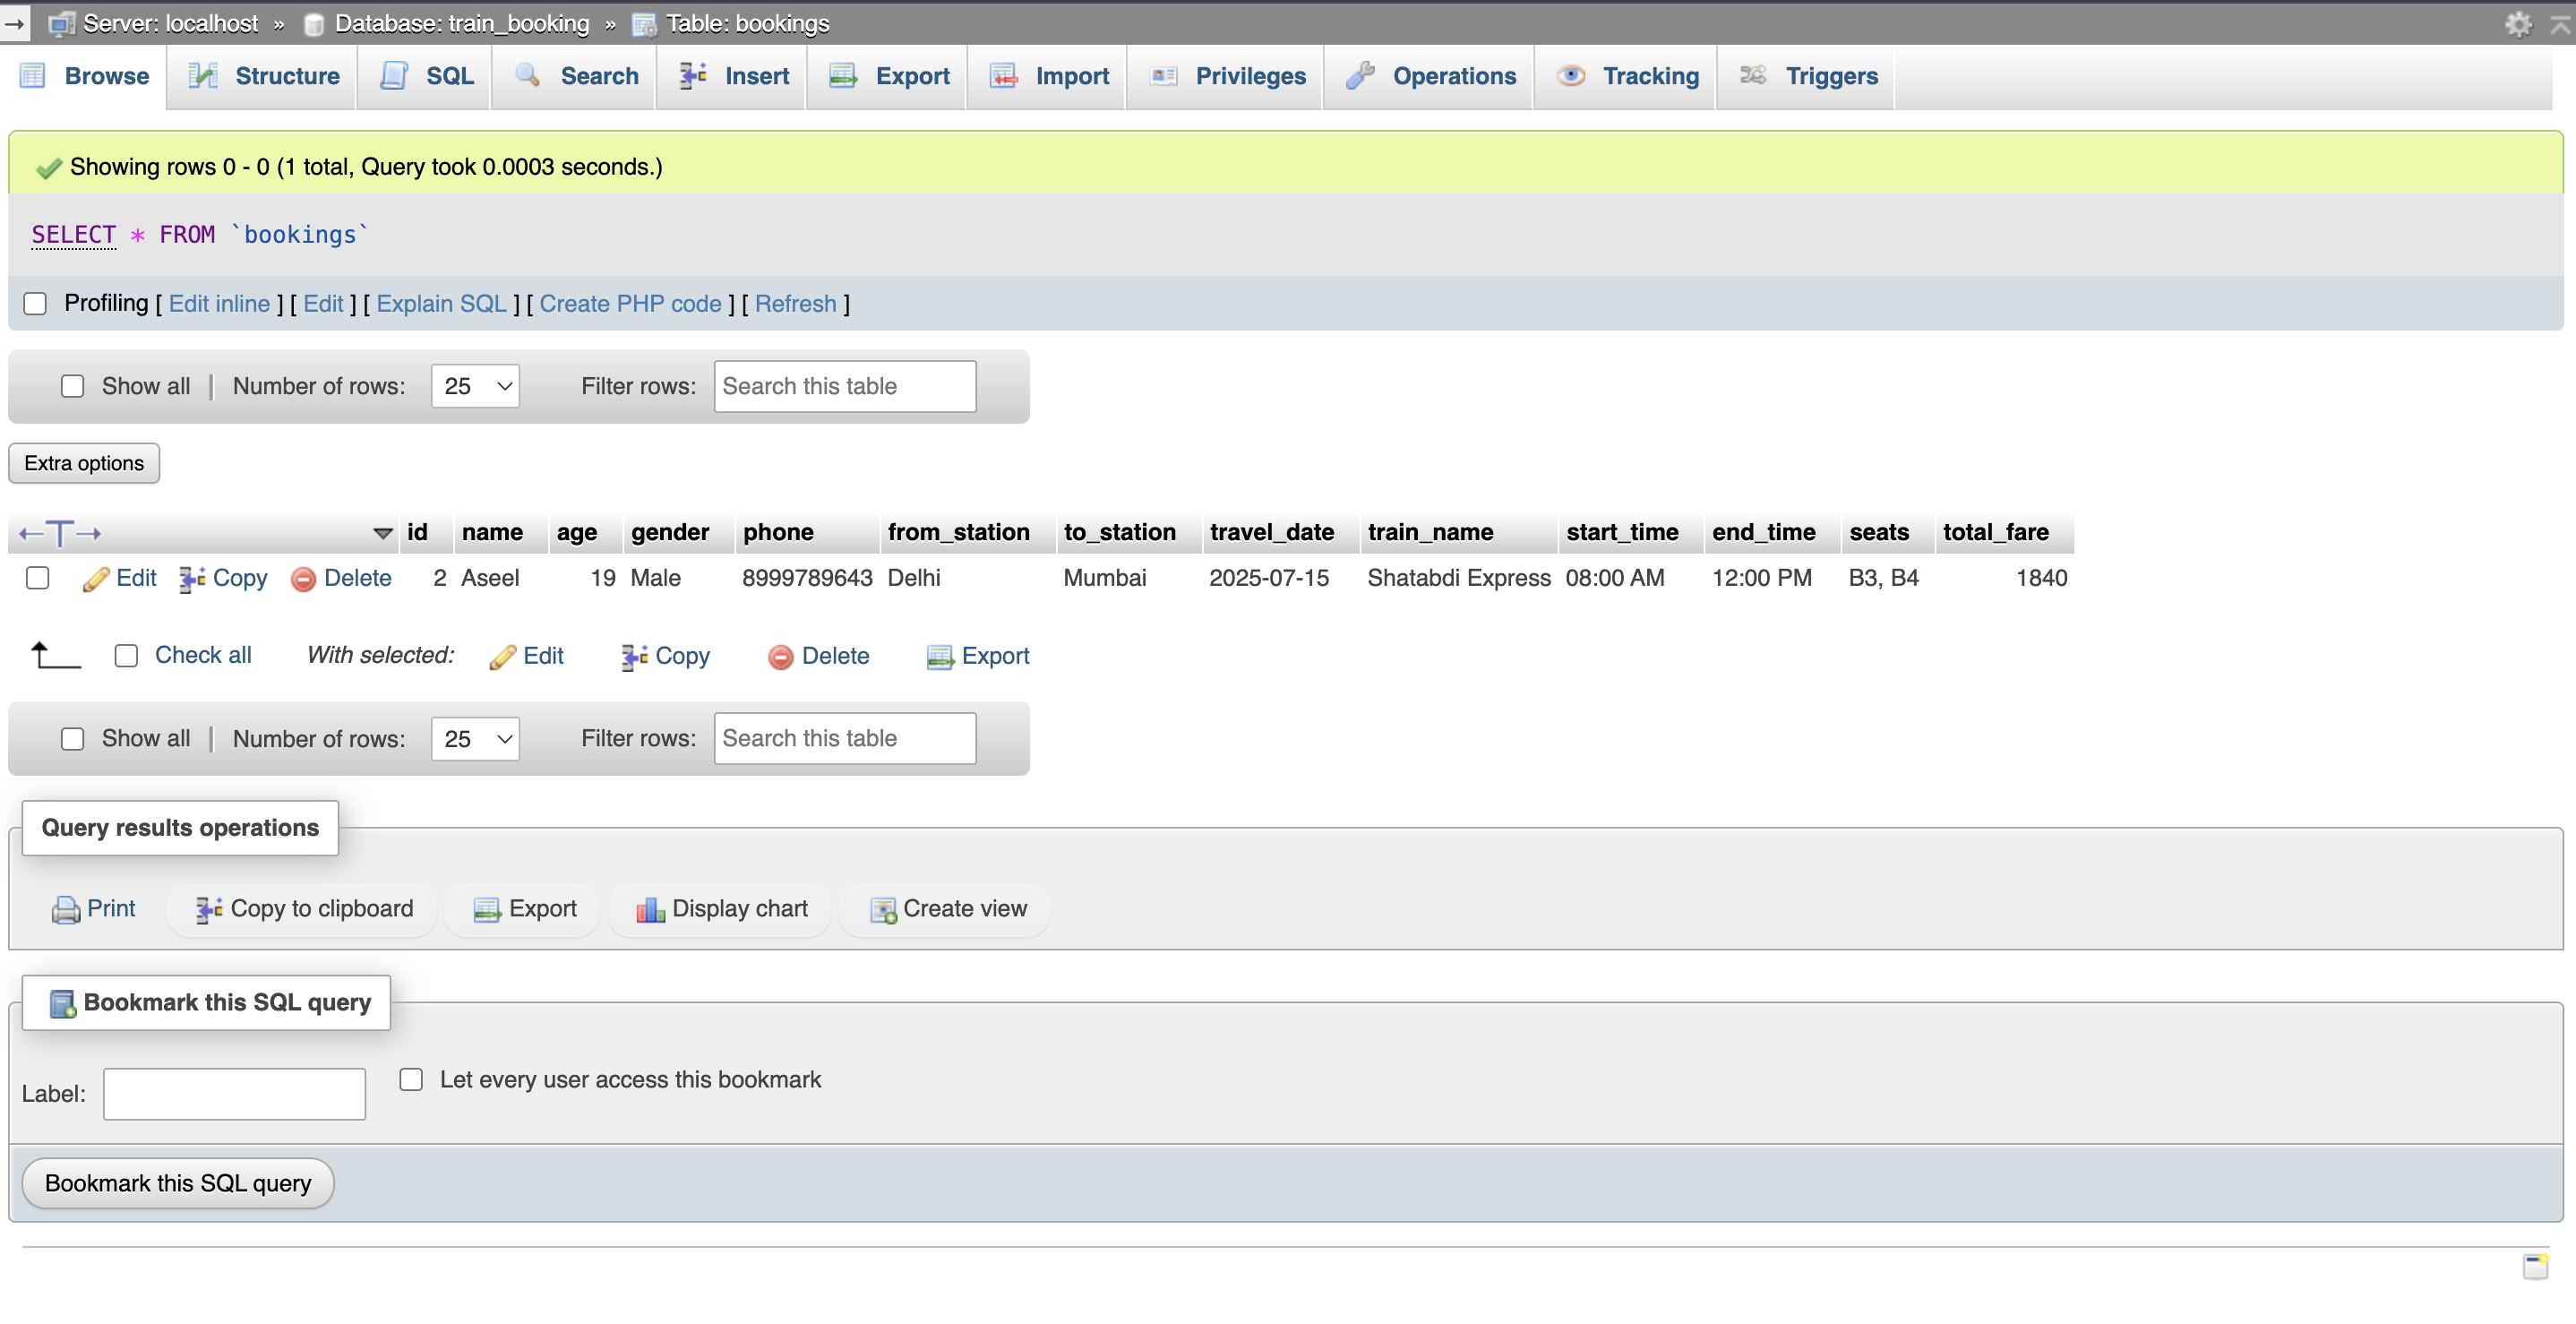 Server: localhost » Database: train_booking » Table: bookings
Browse Structure SQL Search Insert Export Import Privileges Operations Tracking Triggers
Showing rows 0 - 0 (1 total, Query took 0.0003 seconds.)
SELECT * FROM `bookings`
Profiling [ Edit inline ] [ Edit ] [ Explain SQL ] [ Create PHP code ] [ Refresh ]
Show all | Number of rows: 25 Filter rows: Search this table
Extra options
←T→ id name age gender phone from_station to_station travel_date train_name start_time end_time seats total_fare
Edit Copy Delete 2 Aseel 19 Male 8999789643 Delhi Mumbai 2025-07-15 Shatabdi Express 08:00 AM 12:00 PM B3, B4 1840
Check all With selected: Edit Copy Delete Export
Show all | Number of rows: 25 Filter rows: Search this table
Query results operations
Print Copy to clipboard Export Display chart Create view
Bookmark this SQL query
Label: Let every user access this bookmark
Bookmark this SQL query